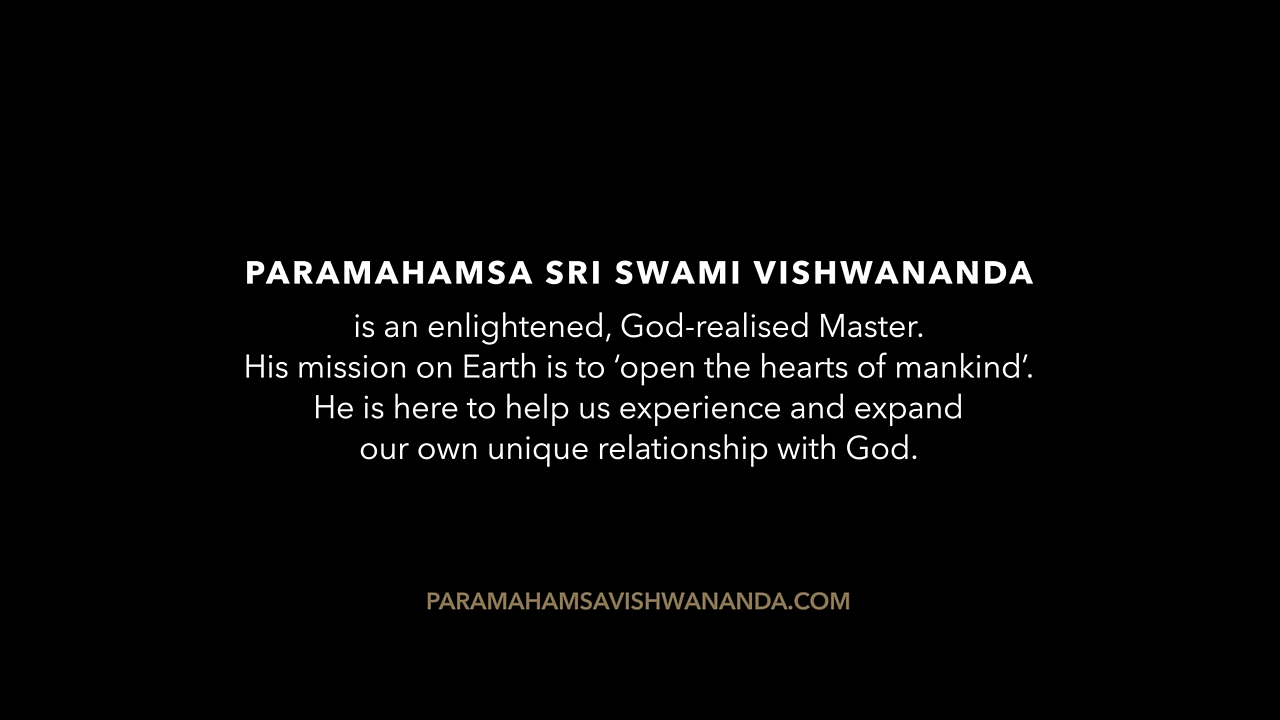 PARAMAHAMSA SRI SWAMI VISHWANANDA
is an enlightened, God-realised Master.
His mission on Earth is to ‘open the hearts of mankind’.
He is here to help us experience and expand
our own unique relationship with God.
PARAMAHAMSAVISHWANANDA.COM